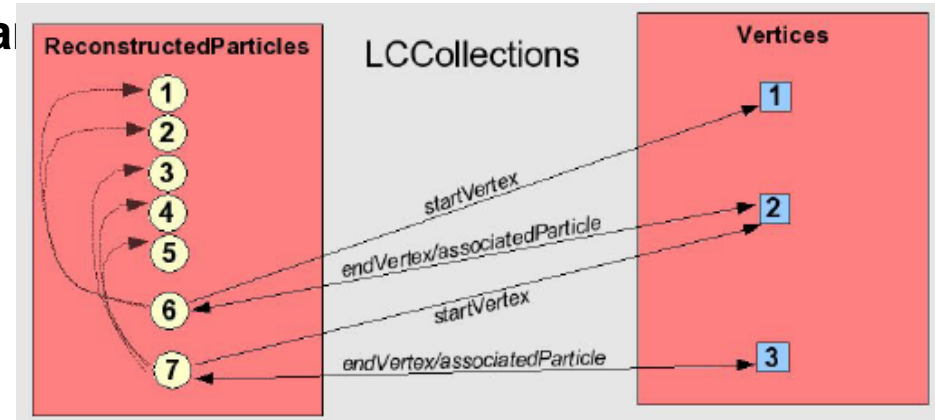 ReconstructedParticles
LCCollections
Vertices
1
2
3
4
5
6
7
startVertex
endVertex/associatedParticle
startVertex
endVertex/associatedParticle
1
2
3